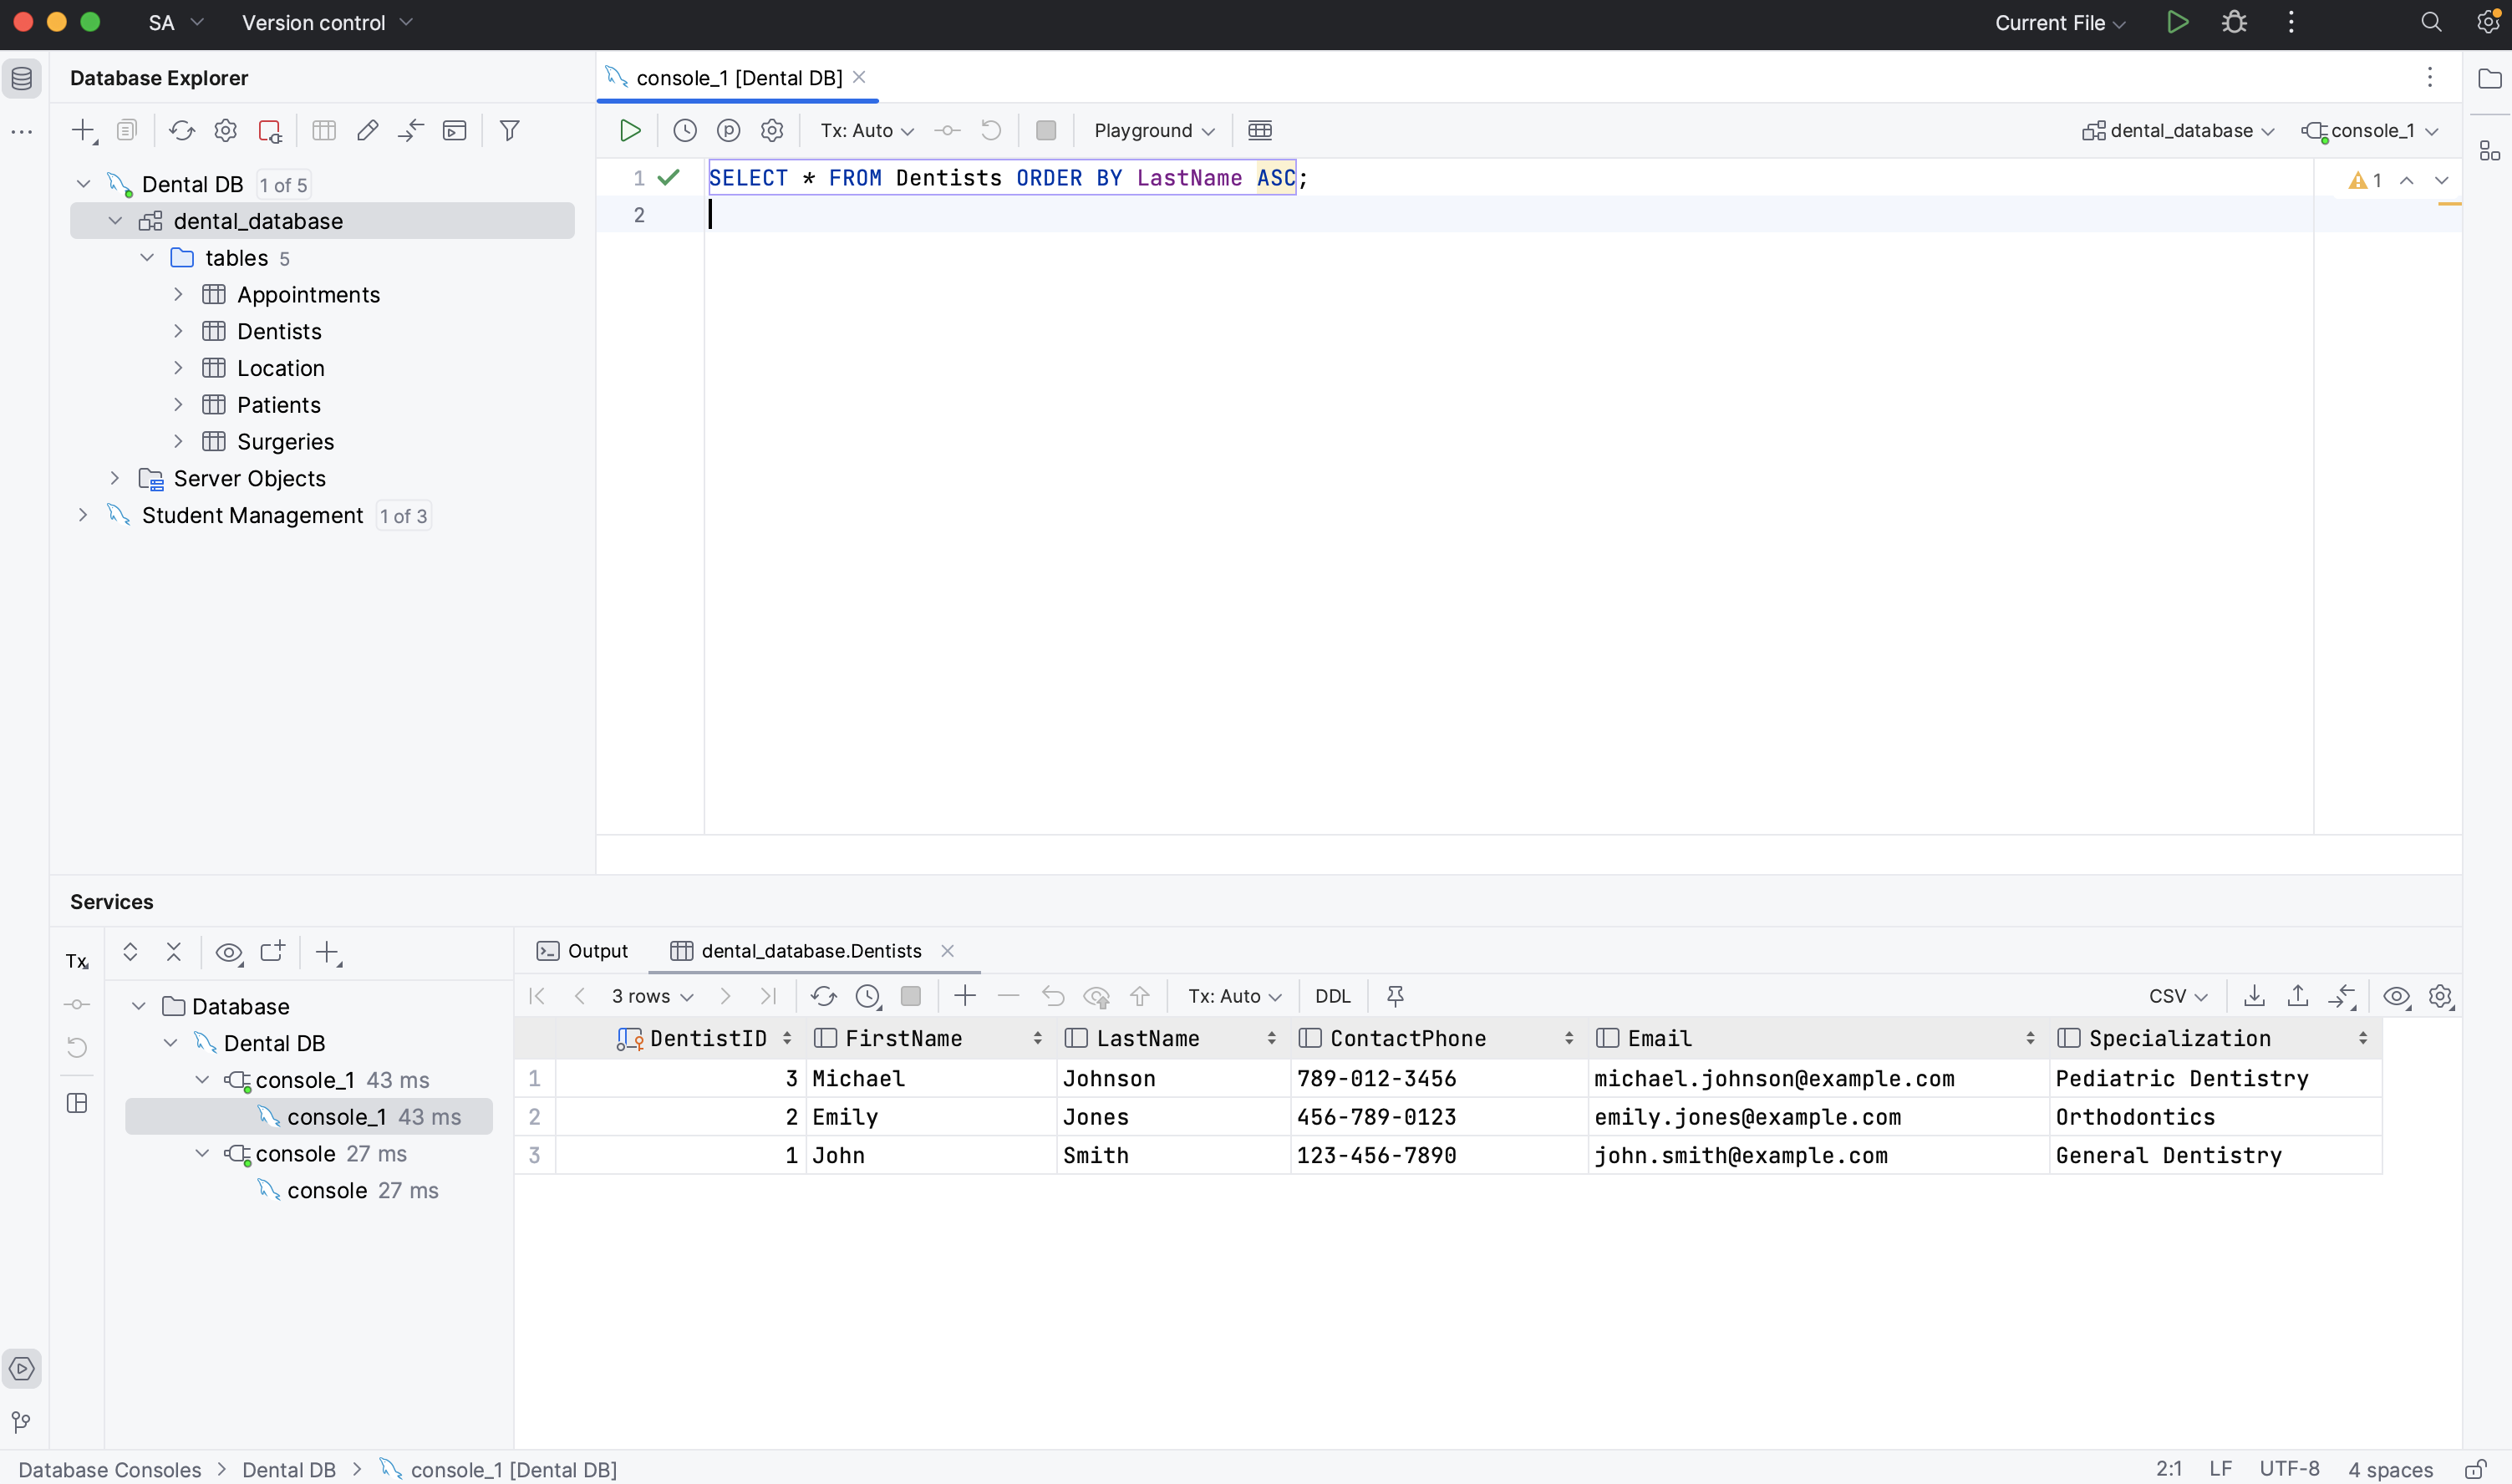 SA Version control Current File
Database Explorer
console_1 [Dental DB]
Tx: Auto Playground dental_database console_1
Dental DB 1 of 5
dental_database
tables 5
Appointments
Dentists
Location
Patients
Surgeries
Server Objects
Student Management 1 of 3
1 SELECT * FROM Dentists ORDER BY LastName ASC;
2
1
Services
Tx
Database
Dental DB
console_1 43 ms
console_1 43 ms
console 27 ms
console 27 ms
Output dental_database.Dentists
3 rows Tx: Auto DDL CSV
DentistID FirstName LastName ContactPhone Email Specialization
1 3 Michael Johnson 789-012-3456 michael.johnson@example.com Pediatric Dentistry
2 2 Emily Jones 456-789-0123 emily.jones@example.com Orthodontics
3 1 John Smith 123-456-7890 john.smith@example.com General Dentistry
Database Consoles > Dental DB > console_1 [Dental DB] 2:1 LF UTF-8 4 spaces